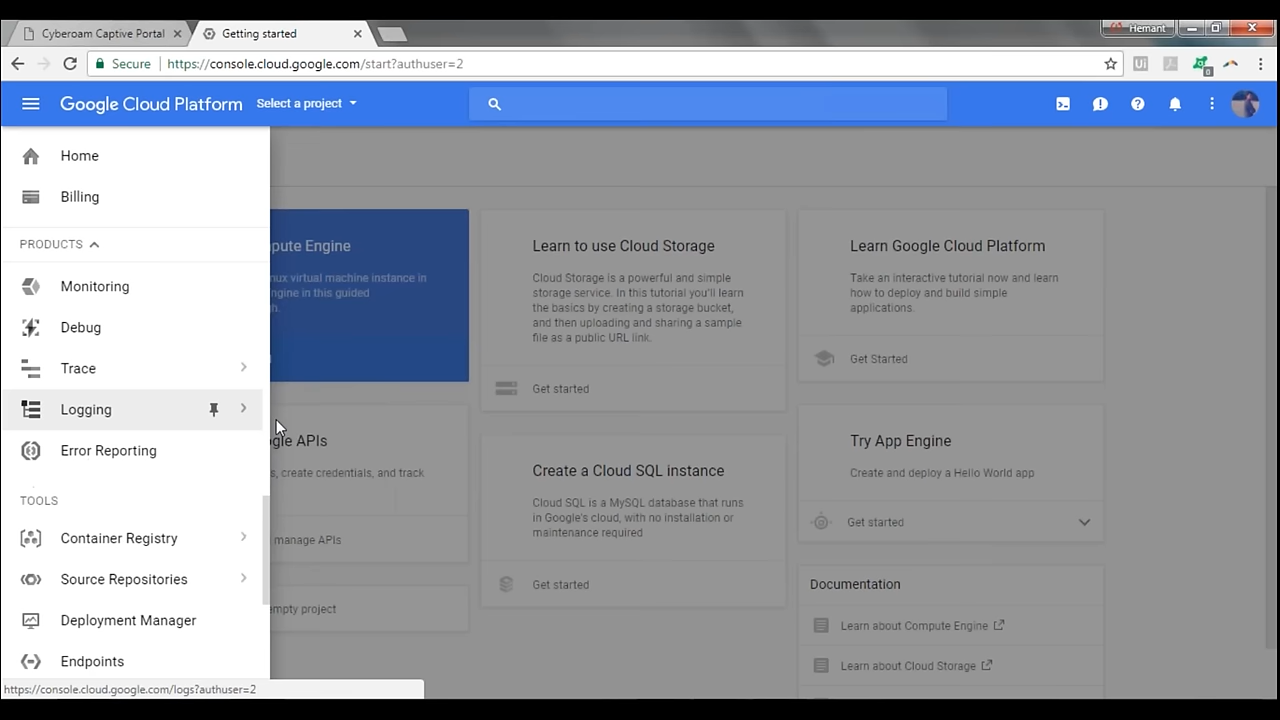 Cyberoam Captive Portal
Getting started
Hemant
Secure
https://console.cloud.google.com/start?authuser=2
Google Cloud Platform
Select a project
Home
Billing
PRODUCTS
Monitoring
Debug
Trace
Logging
Error Reporting
TOOLS
Container Registry
Source Repositories
Deployment Manager
Endpoints
https://console.cloud.google.com/logs?authuser=2
pute Engine
nux virtual machine instance in
ngine in this guided
gh.
gle APIs
s, create credentials, and track
manage APIs
empty project
Learn to use Cloud Storage
Cloud Storage is a powerful and simple
storage service. In this tutorial you'll learn
the basics by creating a storage bucket,
and then uploading and sharing a sample
file as a public URL link.
Get started
Create a Cloud SQL instance
Cloud SQL is a MySQL database that runs
in Google's cloud, with no installation or
maintenance required
Get started
Learn Google Cloud Platform
Take an interactive tutorial now and learn
how to deploy and build simple
applications.
Get Started
Try App Engine
Create and deploy a Hello World app
Get started
Documentation
Learn about Compute Engine
Learn about Cloud Storage